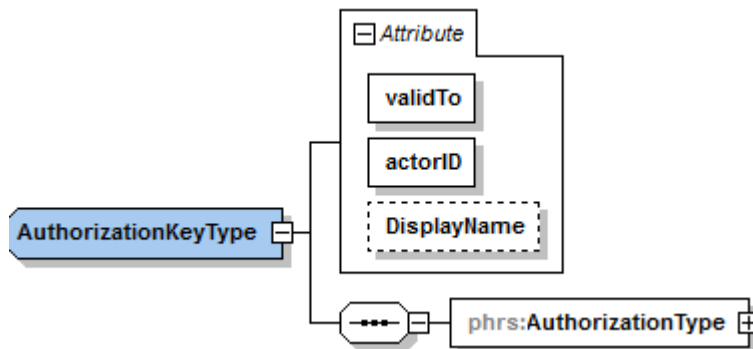 Attribute
validTo
actorID
DisplayName
AuthorizationKeyType
phrs:AuthorizationType